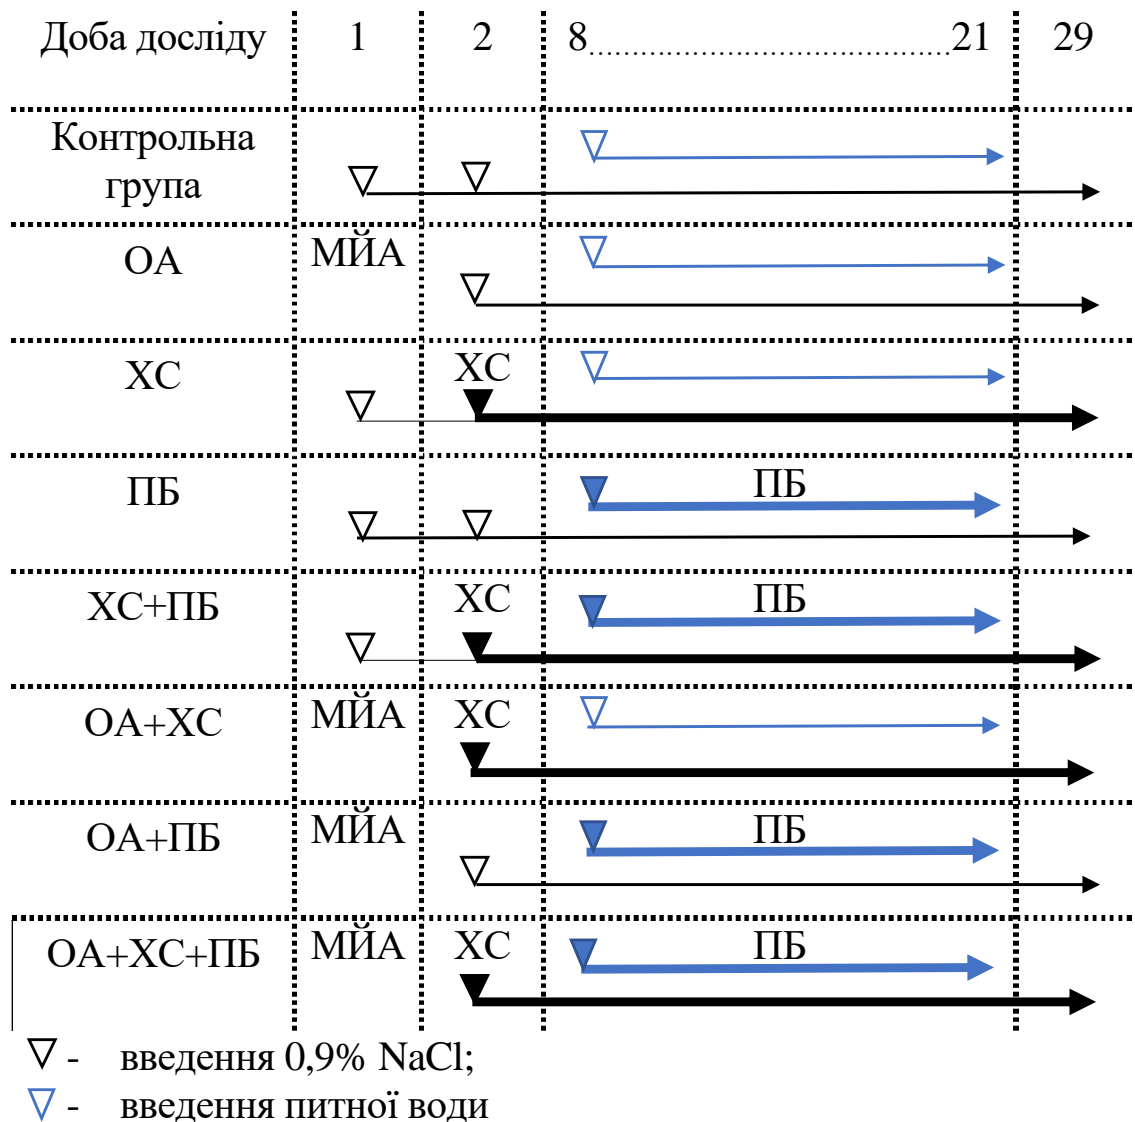 Доба досліду 1 2 8.......................................21 29
Контрольна
група
ОА МЙА
ХС ХС
ПБ ПБ
ХС+ПБ ХС ПБ
ОА+ХС МЙА ХС
ОА+ПБ МЙА ПБ
ОА+ХС+ПБ МЙА ХС ПБ
- введення 0,9% NaCl;
- введення питної води